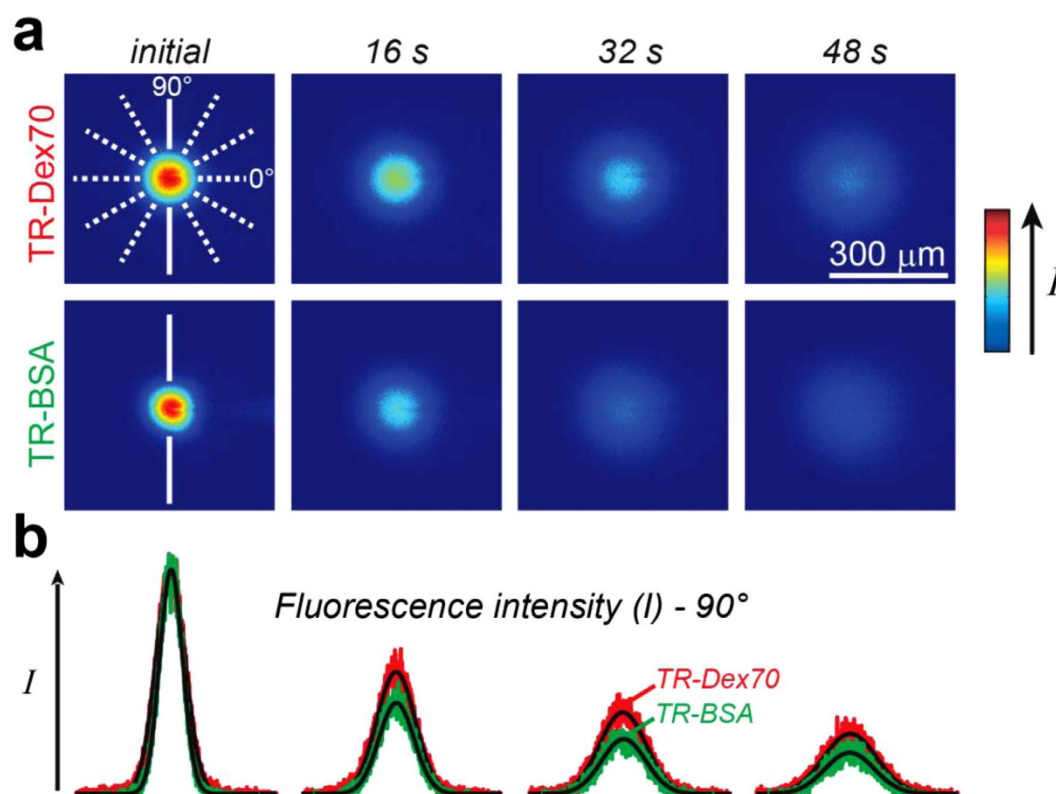 a
initial
16 s
32 s
48 s
TR-Dex70
90°
0°
300 μm
I
TR-BSA
b
Fluorescence intensity (I) - 90°
I
TR-Dex70
TR-BSA